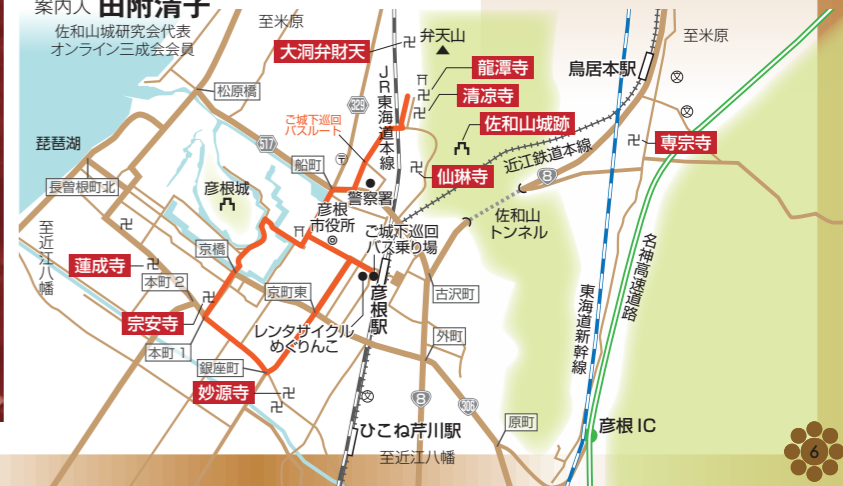 案内人 田附清子
佐和山城研究会代表
オンライン三成会会員
至米原
大洞弁財天
弁天山
至米原
鳥居本駅
龍潭寺
清凉寺
佐和山城跡
専宗寺
松原橋
JR東海道本線
329
ご城下巡回
バスルート
517
琵琶湖
船町
近江鉄道本線
8
仙琳寺
長曽根町北
彦根城
警察署
佐和山
トンネル
彦根
市役所
ご城下巡回
バス乗り場
至近江八幡
京橋
名神高速道路
蓮成寺
本町2
京町東
彦根駅
古沢町
東海道新幹線
宗安寺
レンタサイクル
めぐりんこ
外町
本町1
銀座町
妙源寺
8
306
原町
ひこね芹川駅
彦根IC
至近江八幡
6